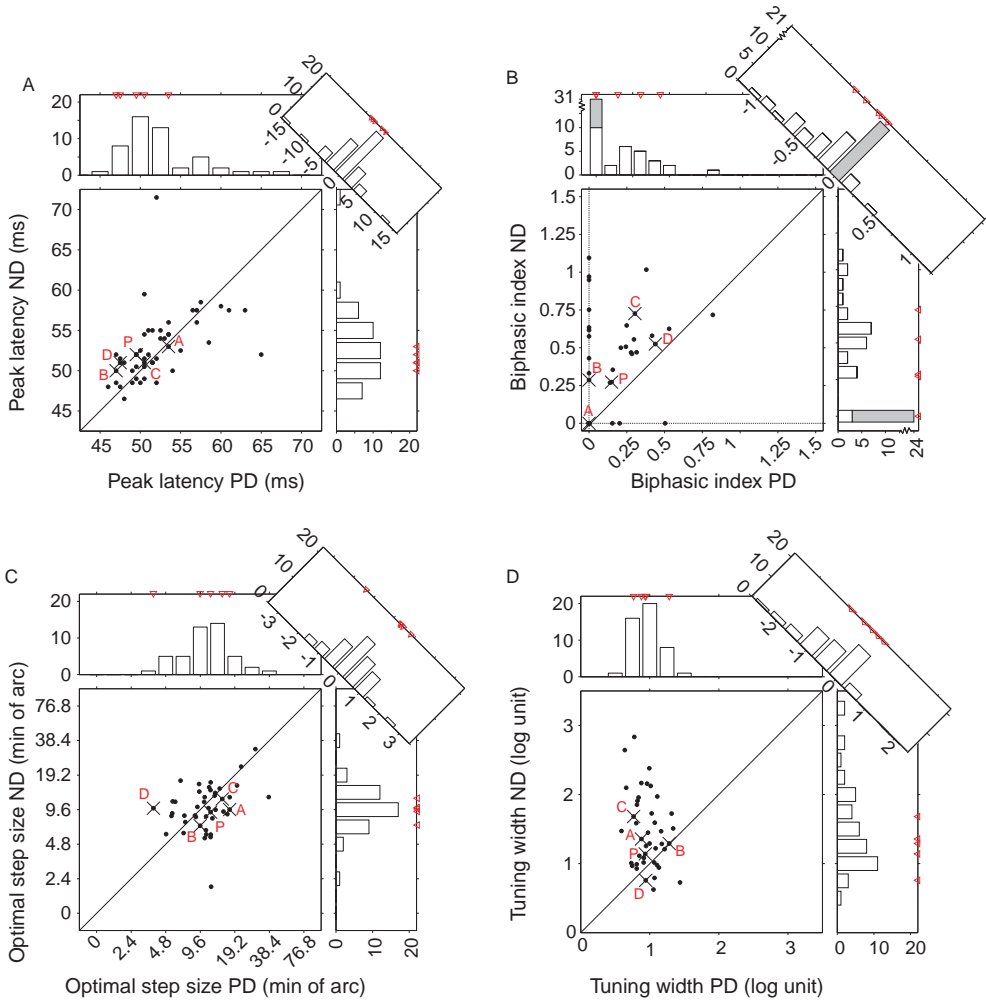 A
20
10
0
20
10
0
-15
-10
-5
0
5
10
15
70
65
60
55
50
45
Peak latency ND (ms)
D
P
A
B
C
45 50 55 60 65 70
0 10 20
Peak latency PD (ms)
B
31
10
5
0
21
10
5
0
-1
-0.5
0
0.5
1
1.5
1.25
1
0.75
0.5
0.25
0
Biphasic index ND
C
D
B
P
A
0 0.25 0.5 0.75 1 1.25 1.5
0 5 10 24
Biphasic index PD
C
20
10
0
20
10
0
-3
-2
-1
0
1
2
3
76.8
38.4
19.2
9.6
4.8
2.4
0
Optimal step size ND (min of arc)
D
C
A
B
P
0 2.4 4.8 9.6 19.2 38.4 76.8
0 10 20
Optimal step size PD (min of arc)
D
20
10
0
20
10
0
-2
-1
0
1
2
3
2
1
0
Tuning width ND (log unit)
C
A
P
B
D
0 1 2 3
0 10 20
Tuning width PD (log unit)